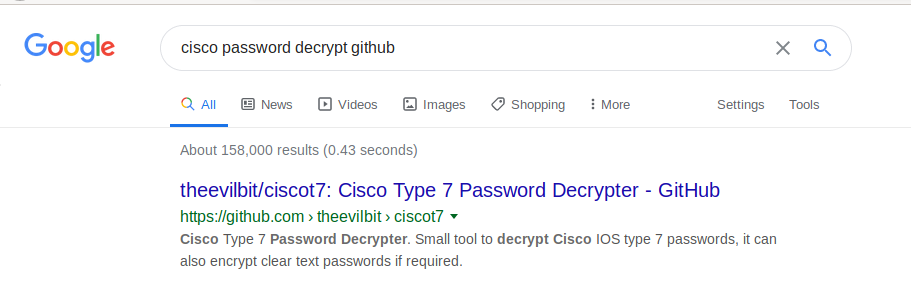 Google cisco password decrypt github
All News Videos Images Shopping More Settings Tools
About 158,000 results (0.43 seconds)
theevilbit/ciscot7: Cisco Type 7 Password Decrypter - GitHub
https://github.com › theevilbit › ciscot7
Cisco Type 7 Password Decrypter. Small tool to decrypt Cisco IOS type 7 passwords, it can
also encrypt clear text passwords if required.